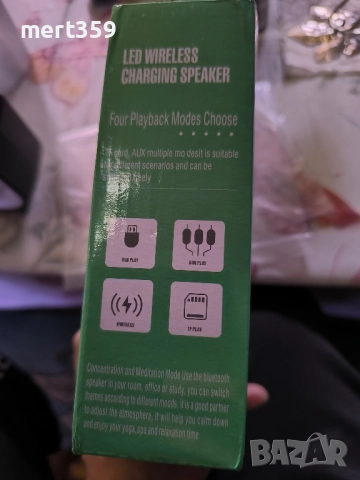 mert359
LED WIRELESS
CHARGING SPEAKER
Four Playback Modes Choose
AUX multiple mo desit is suitable
different scenarios and can be
freely
USB PLAY
AUX PLAY
WIRELESS
TF PLAY
Concentration and Meditation Mode Use the bluetooth
speaker in your room, office or study, you can switch
themes according to different moods. it is a good partner
to adjust the atmosphere, it will help you calm down
and enjoy your yoga,spa and relaxation time
BAZAR
bg